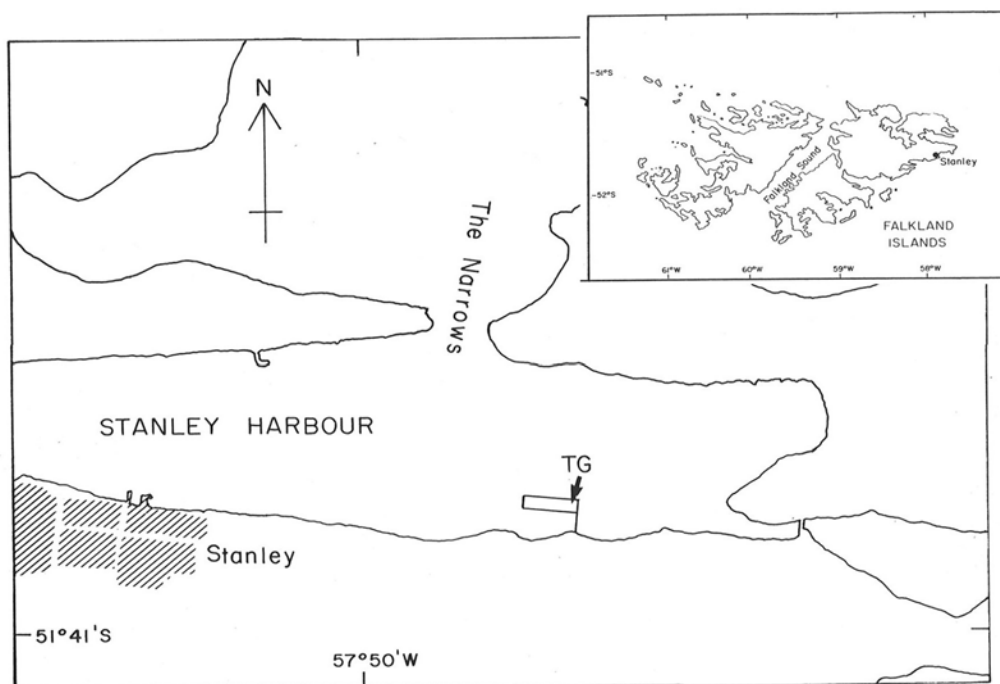 N
The Narrows
STANLEY HARBOUR
TG
Stanley
51°41'S
57°50'W
-51°S
-52°S
Falkland Sound
Stanley
FALKLAND
ISLANDS
61°W
60°W
59°W
58°W